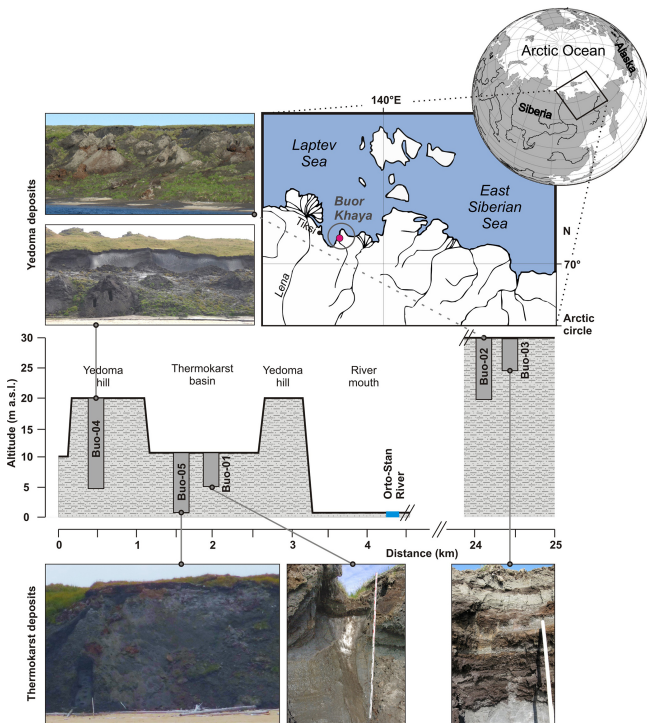 Arctic Ocean
Alaska
Siberia
140°E
Laptev
Sea
Buor
Khaya
Tiksi
East
Siberian
Sea
Lena
N
70°
Arctic
circle
Yedoma deposits
Altitude (m a.s.l.)
30
25
20
15
10
5
0
Yedoma
hill
Thermokarst
basin
Yedoma
hill
River
mouth
Buo-04
Buo-05
Buo-01
Orto-Stan
River
Buo-02
Buo-03
0
1
2
3
4
24
25
Distance (km)
Thermokarst deposits